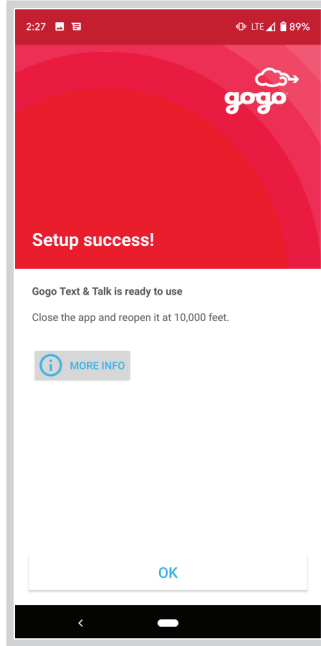 2:27 LTE 89%
gogo
Setup success!
Gogo Text & Talk is ready to use
Close the app and reopen it at 10,000 feet.
MORE INFO
OK